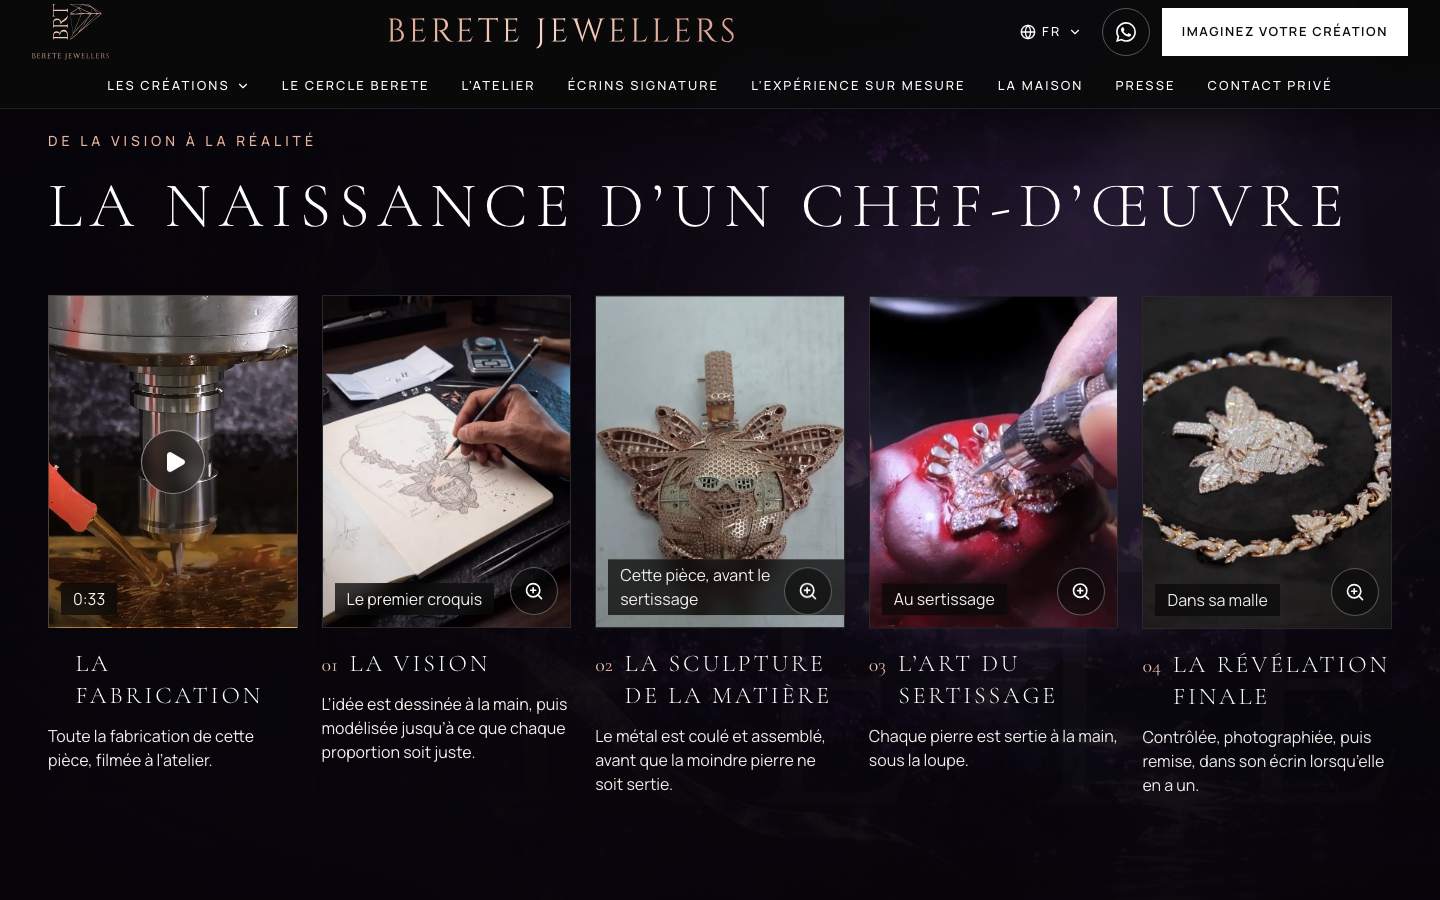 BRT
BERETE JEWELLERS
BERETE JEWELLERS
FR
IMAGINEZ VOTRE CRÉATION
LES CRÉATIONS
LE CERCLE BERETE
L'ATELIER
ÉCRINS SIGNATURE
L'EXPÉRIENCE SUR MESURE
LA MAISON
PRESSE
CONTACT PRIVÉ
DE LA VISION À LA RÉALITÉ
LA NAISSANCE D’UN CHEF-D’ŒUVRE
0:33
LA
FABRICATION
Toute la fabrication de cette
pièce, filmée à l’atelier.
Le premier croquis
01 LA VISION
L’idée est dessinée à la main, puis
modélisée jusqu’à ce que chaque
proportion soit juste.
Cette pièce, avant le
sertissage
02 LA SCULPTURE
DE LA MATIÈRE
Le métal est coulé et assemblé,
avant que la moindre pierre ne
soit sertie.
Au sertissage
03 L’ART DU
SERTISSAGE
Chaque pierre est sertie à la main,
sous la loupe.
Dans sa malle
04 LA RÉVÉLATION
FINALE
Contrôlée, photographiée, puis
remise, dans son écrin lorsqu’elle
en a un.